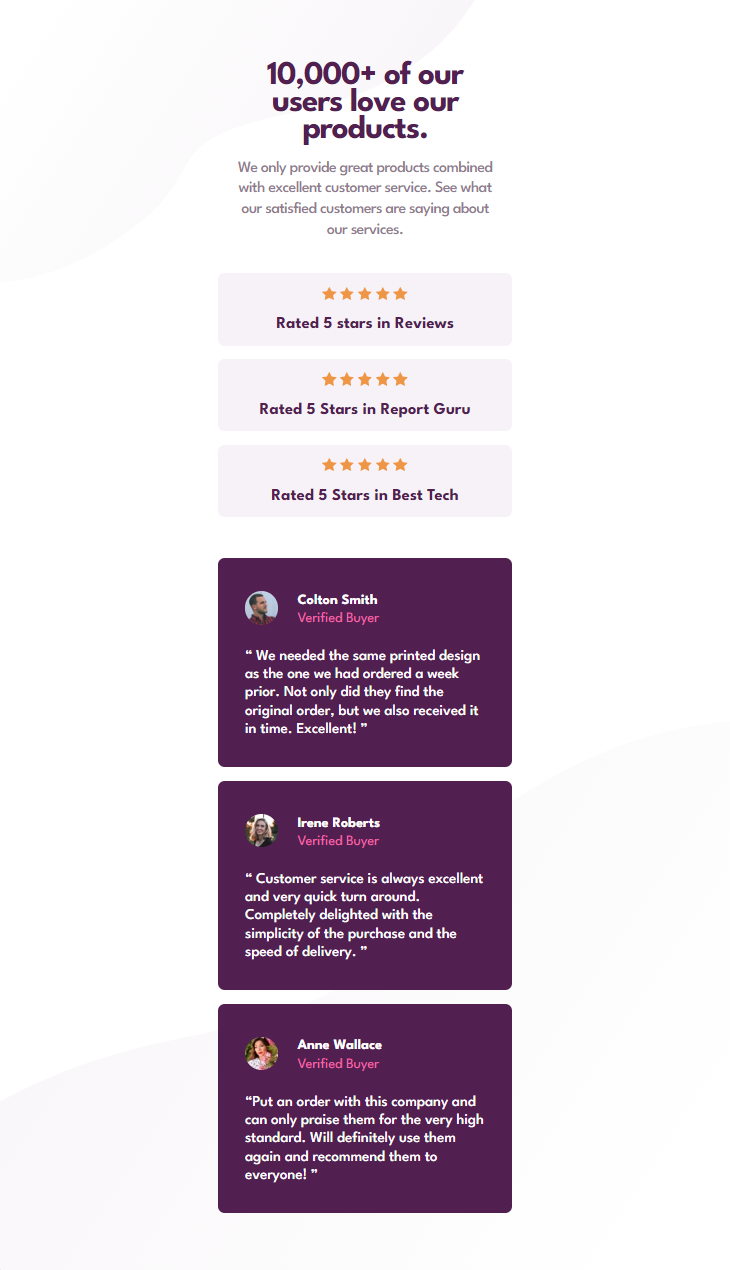 10,000+ of our
users love our
products.
We only provide great products combined
with excellent customer service. See what
our satisfied customers are saying about
our services.
Rated 5 stars in Reviews
Rated 5 Stars in Report Guru
Rated 5 Stars in Best Tech
Colton Smith
Verified Buyer
“ We needed the same printed design
as the one we had ordered a week
prior. Not only did they find the
original order, but we also received it
in time. Excellent! ”
Irene Roberts
Verified Buyer
“ Customer service is always excellent
and very quick turn around.
Completely delighted with the
simplicity of the purchase and the
speed of delivery. ”
Anne Wallace
Verified Buyer
“Put an order with this company and
can only praise them for the very high
standard. Will definitely use them
again and recommend them to
everyone! ”